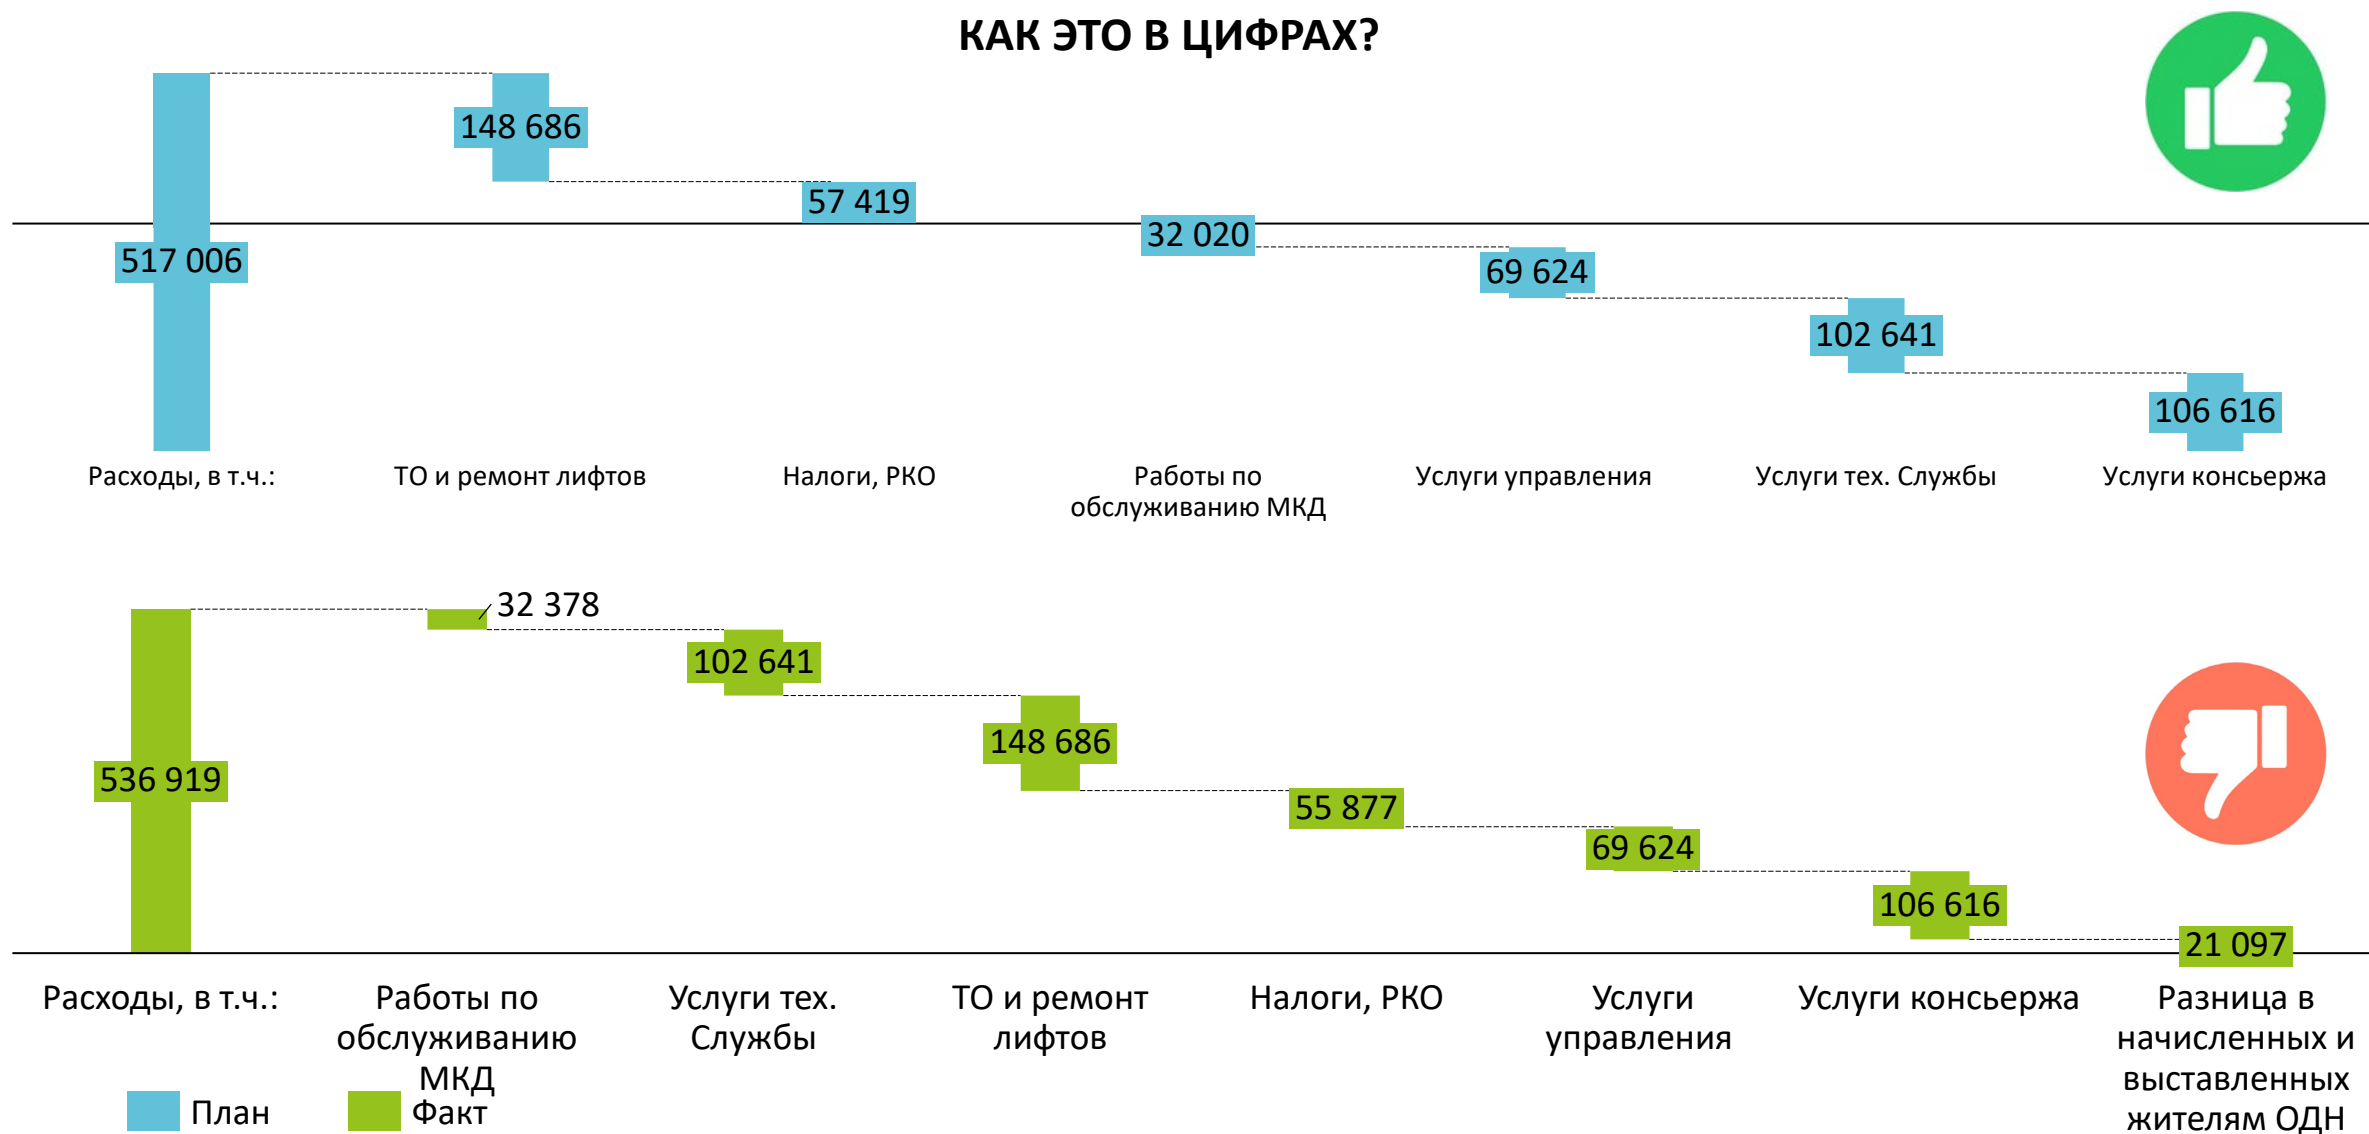 КАК ЭТО В ЦИФРАХ?
148 686
57 419
32 020
517 006
69 624
102 641
106 616
Расходы, в т.ч.:
ТО и ремонт лифтов
Налоги, РКО
Работы по
обслуживанию МКД
Услуги управления
Услуги тех. Службы
Услуги консьержа
32 378
102 641
148 686
536 919
55 877
69 624
106 616
21 097
Расходы, в т.ч.:
Работы по
обслуживанию
МКД
Услуги тех.
Службы
ТО и ремонт
лифтов
Налоги, РКО
Услуги
управления
Услуги консьержа
Разница в
начисленных и
выставленных
жителям ОДН
План
Факт